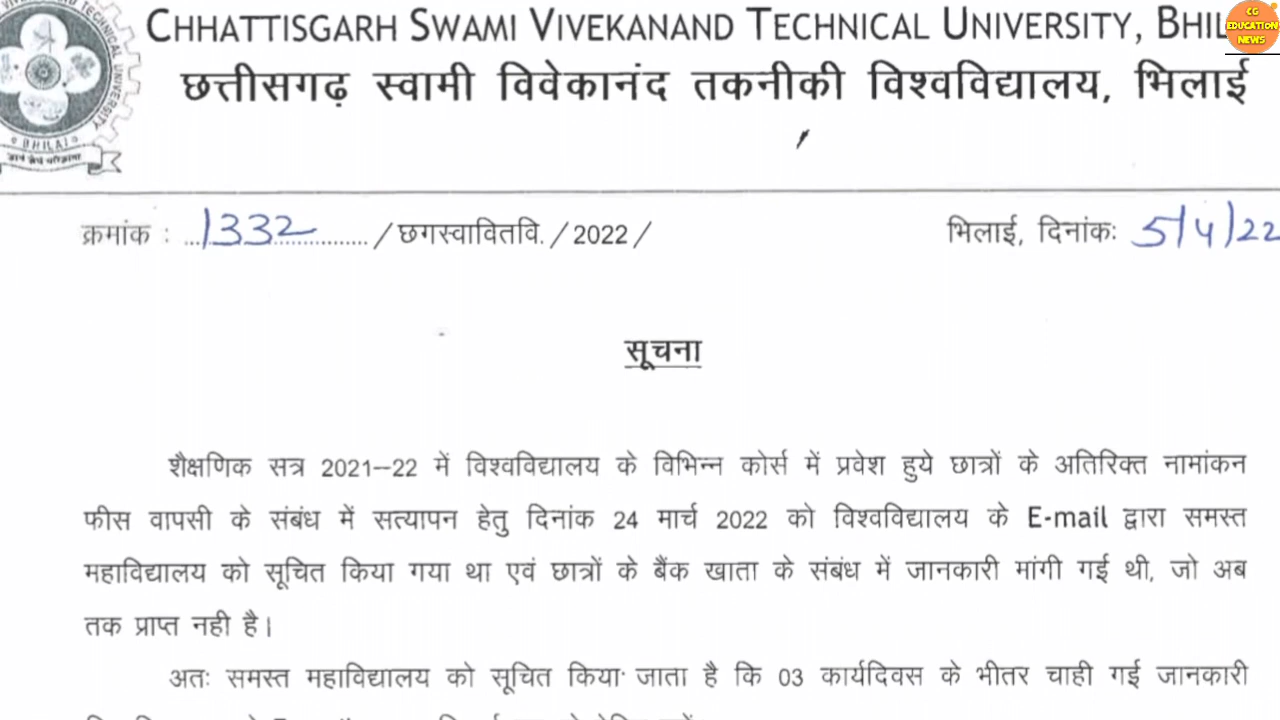 CHHATTISGARH SWAMI VIVEKANAND TECHNICAL UNIVERSITY, BHIL
CG
EDUCATION
NEWS
छत्तीसगढ़ स्वामी विवेकानंद तकनीकी विश्वविद्यालय, भिलाई
TECHNICAL UNIVERSITY
BHILAI
क्रमांक : ...1332.............../छगस्वावितवि./2022/ भिलाई, दिनांकः 5/4/22
सूचना
शैक्षणिक सत्र 2021–22 में विश्वविद्यालय के विभिन्न कोर्स में प्रवेश हुये छात्रों के अतिरिक्त नामांकन
फीस वापसी के संबंध में सत्यापन हेतु दिनांक 24 मार्च 2022 को विश्वविद्यालय के E-mail द्वारा समस्त
महाविद्यालय को सूचित किया गया था एवं छात्रों के बैंक खाता के संबंध में जानकारी मांगी गई थी, जो अब
तक प्राप्त नही है।
अतः समस्त महाविद्यालय को सूचित किया जाता है कि 03 कार्यदिवस के भीतर चाही गई जानकारी